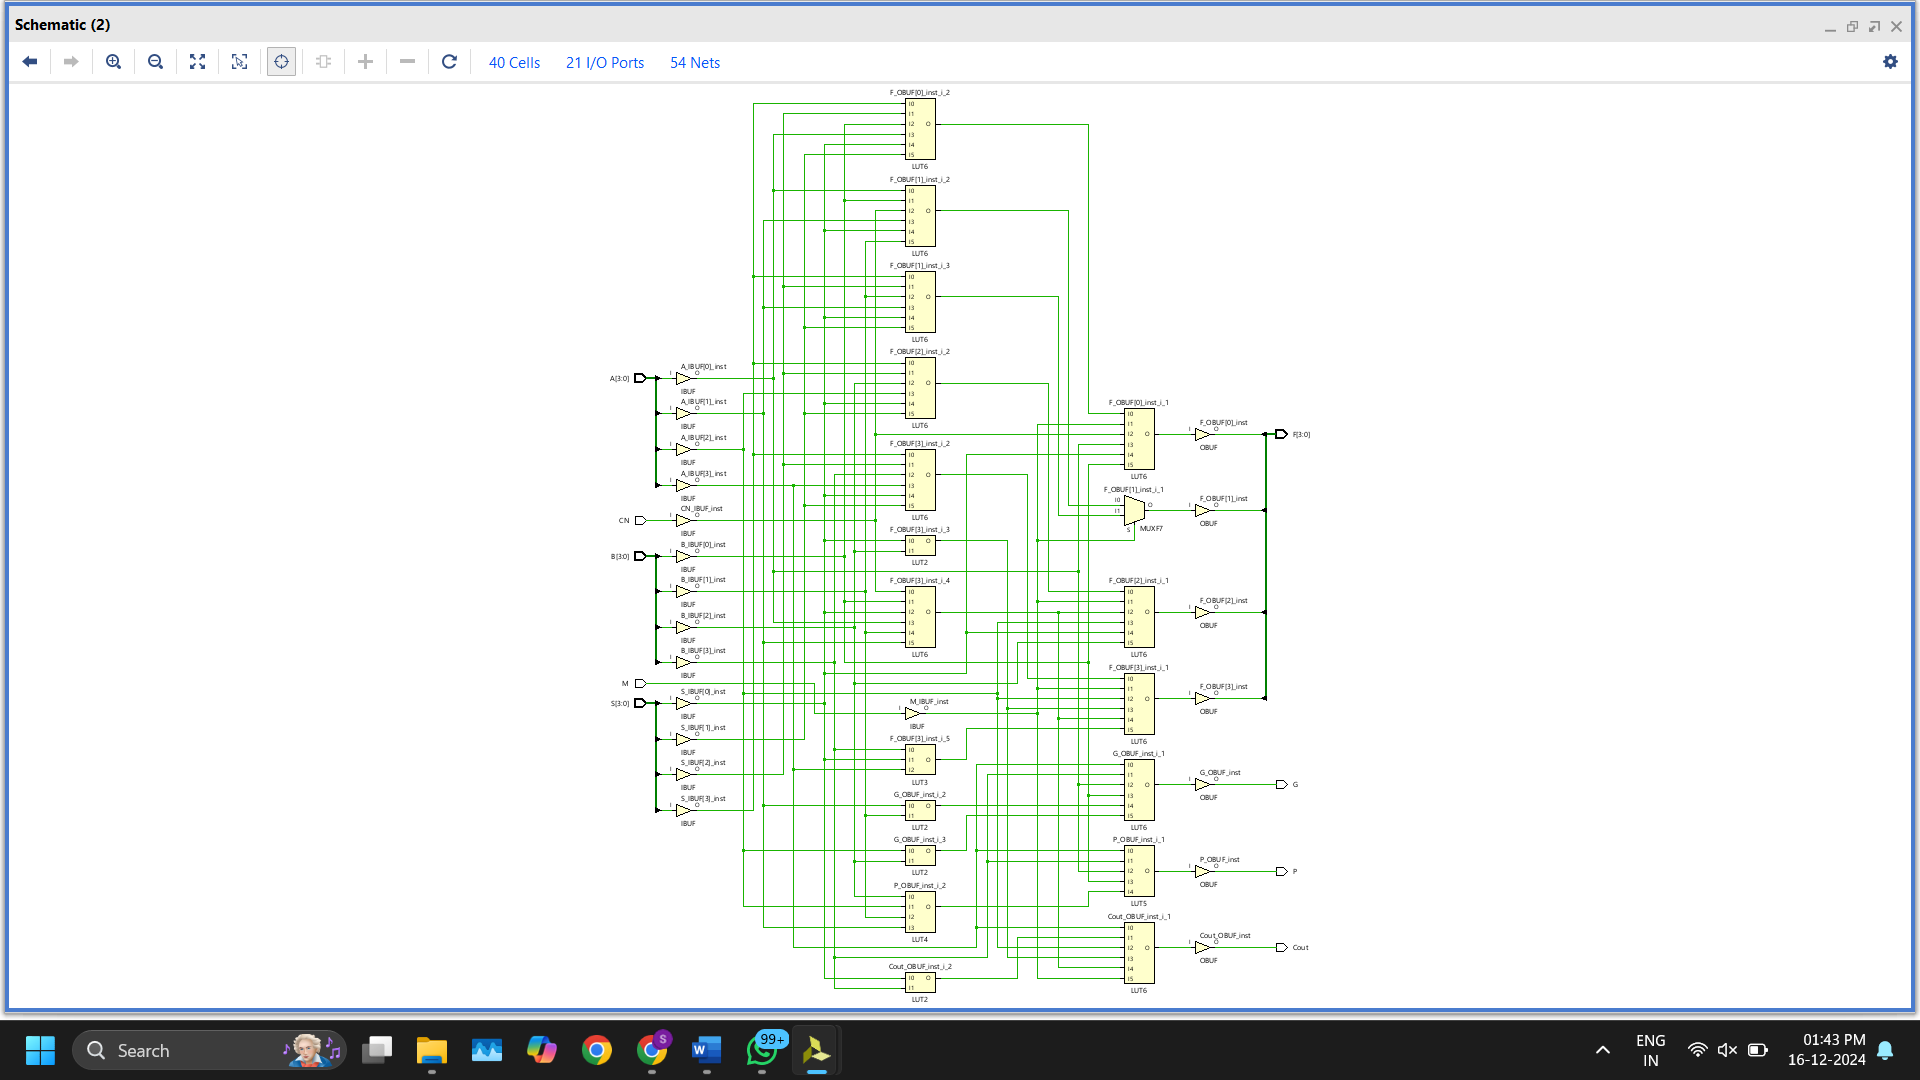 Schematic (2)
40 Cells 21 I/O Ports 54 Nets
F_OBUF[0]_inst_i_2
I0
I1
I2 O
I3
I4
I5
LUT6
F_OBUF[1]_inst_i_2
I0
I1
I2 O
I3
I4
I5
LUT6
F_OBUF[1]_inst_i_3
I0
I1
I2 O
I3
I4
I5
LUT6
F_OBUF[2]_inst_i_2
I0
I1
I2 O
I3
I4
I5
LUT6
F_OBUF[3]_inst_i_2
I0
I1
I2 O
I3
I4
I5
LUT6
F_OBUF[3]_inst_i_3
I0 O
I1
LUT2
F_OBUF[3]_inst_i_4
I0
I1
I2 O
I3
I4
I5
LUT6
M_IBUF_inst
I O
IBUF
F_OBUF[3]_inst_i_5
I0
I1 O
I2
LUT3
G_OBUF_inst_i_2
I0 O
I1
LUT2
G_OBUF_inst_i_3
I0 O
I1
LUT2
P_OBUF_inst_i_2
I0
I1 O
I2
I3
LUT4
Cout_OBUF_inst_i_2
I0 O
I1
LUT2
A[3:0]
A_IBUF[0]_inst
I O
IBUF
A_IBUF[1]_inst
I O
IBUF
A_IBUF[2]_inst
I O
IBUF
A_IBUF[3]_inst
I O
IBUF
CN
CN_IBUF_inst
I O
IBUF
B[3:0]
B_IBUF[0]_inst
I O
IBUF
B_IBUF[1]_inst
I O
IBUF
B_IBUF[2]_inst
I O
IBUF
B_IBUF[3]_inst
I O
IBUF
M
S[3:0]
S_IBUF[0]_inst
I O
IBUF
S_IBUF[1]_inst
I O
IBUF
S_IBUF[2]_inst
I O
IBUF
S_IBUF[3]_inst
I O
IBUF
F_OBUF[0]_inst_i_1
I0
I1
I2 O
I3
I4
I5
LUT6
F_OBUF[1]_inst_i_1
I0 O
I1
S
MUXF7
F_OBUF[2]_inst_i_1
I0
I1
I2 O
I3
I4
I5
LUT6
F_OBUF[3]_inst_i_1
I0
I1
I2 O
I3
I4
I5
LUT6
G_OBUF_inst_i_1
I0
I1
I2 O
I3
I4
I5
LUT6
P_OBUF_inst_i_1
I0
I1
I2 O
I3
I4
LUT5
Cout_OBUF_inst_i_1
I0
I1
I2 O
I3
I4
I5
LUT6
F_OBUF[0]_inst
I O
OBUF
F[3:0]
F_OBUF[1]_inst
I O
OBUF
F_OBUF[2]_inst
I O
OBUF
F_OBUF[3]_inst
I O
OBUF
G_OBUF_inst
I O
OBUF
G
P_OBUF_inst
I O
OBUF
P
Cout_OBUF_inst
I O
OBUF
Cout
Search
S
W
99+
ENG
IN
01:43 PM
16-12-2024